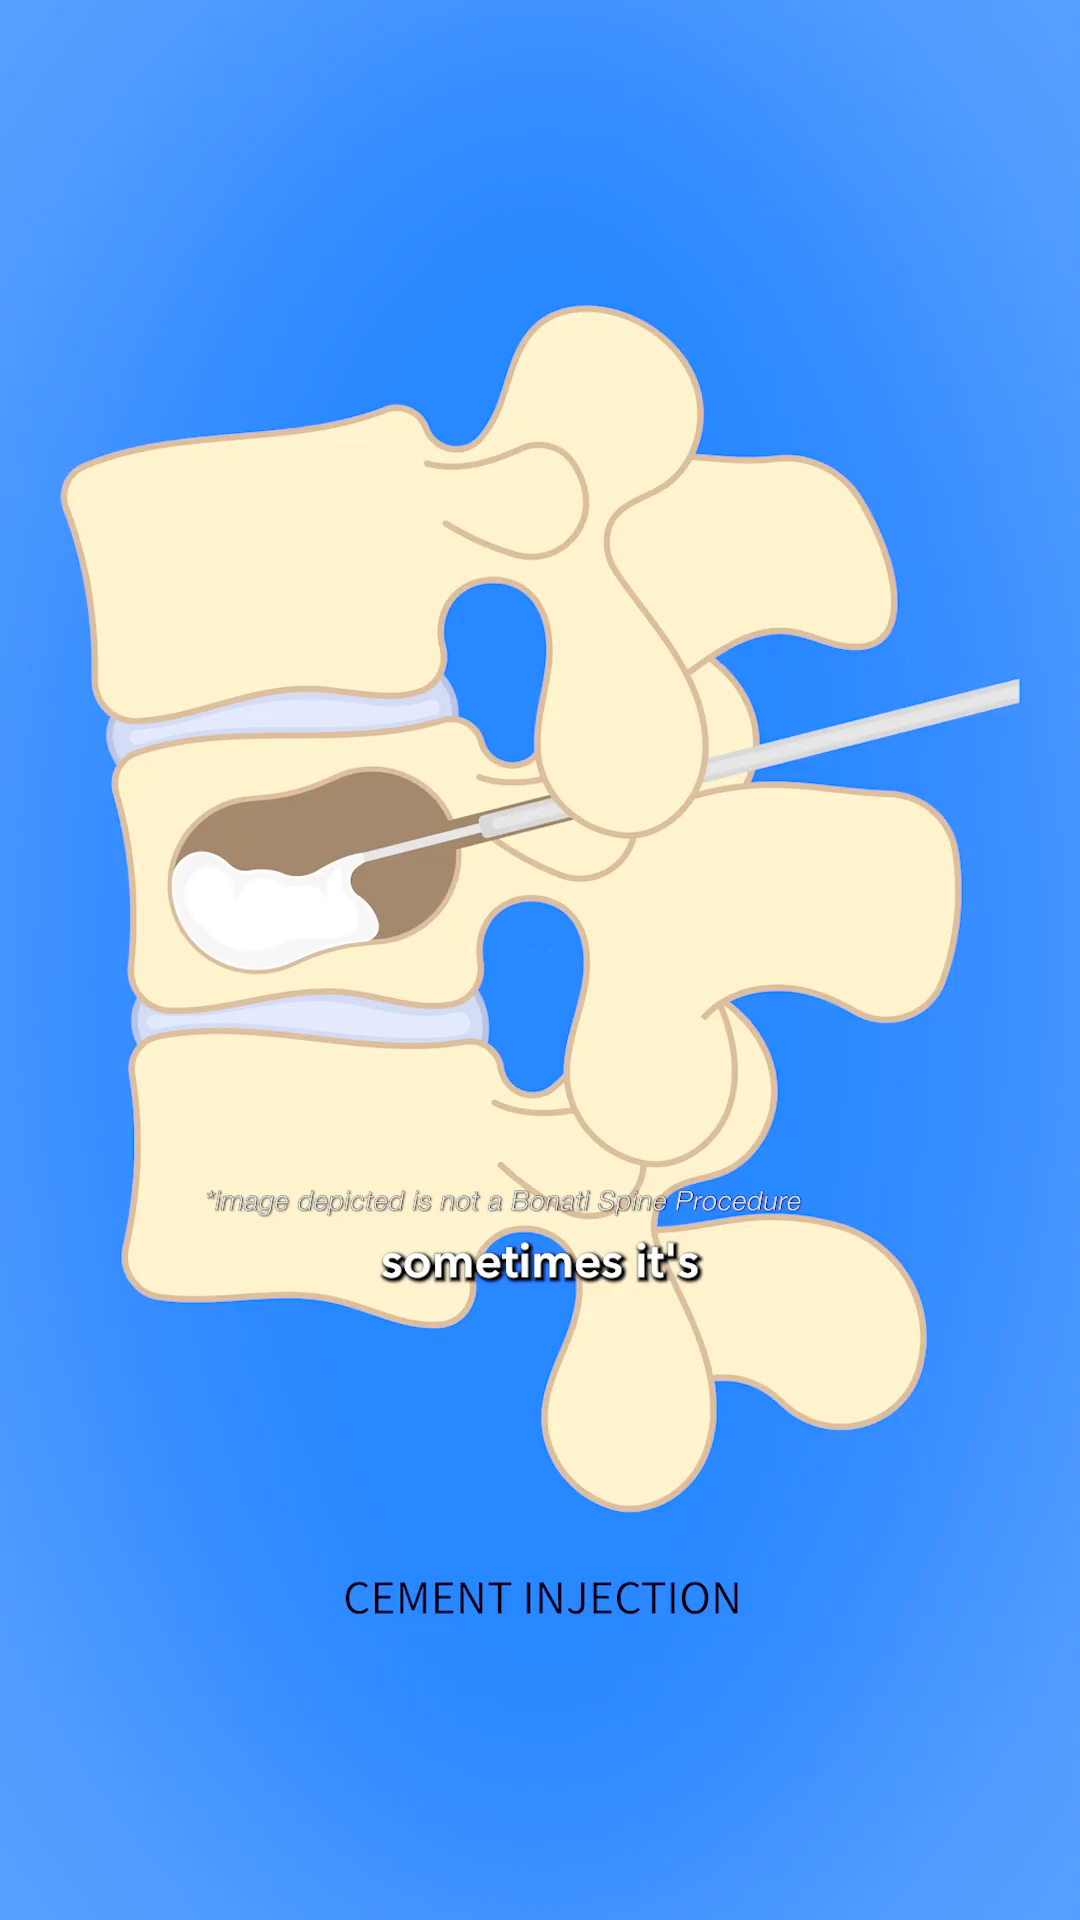 *image depicted is not a Bonati Spine Procedure
sometimes it's
CEMENT INJECTION